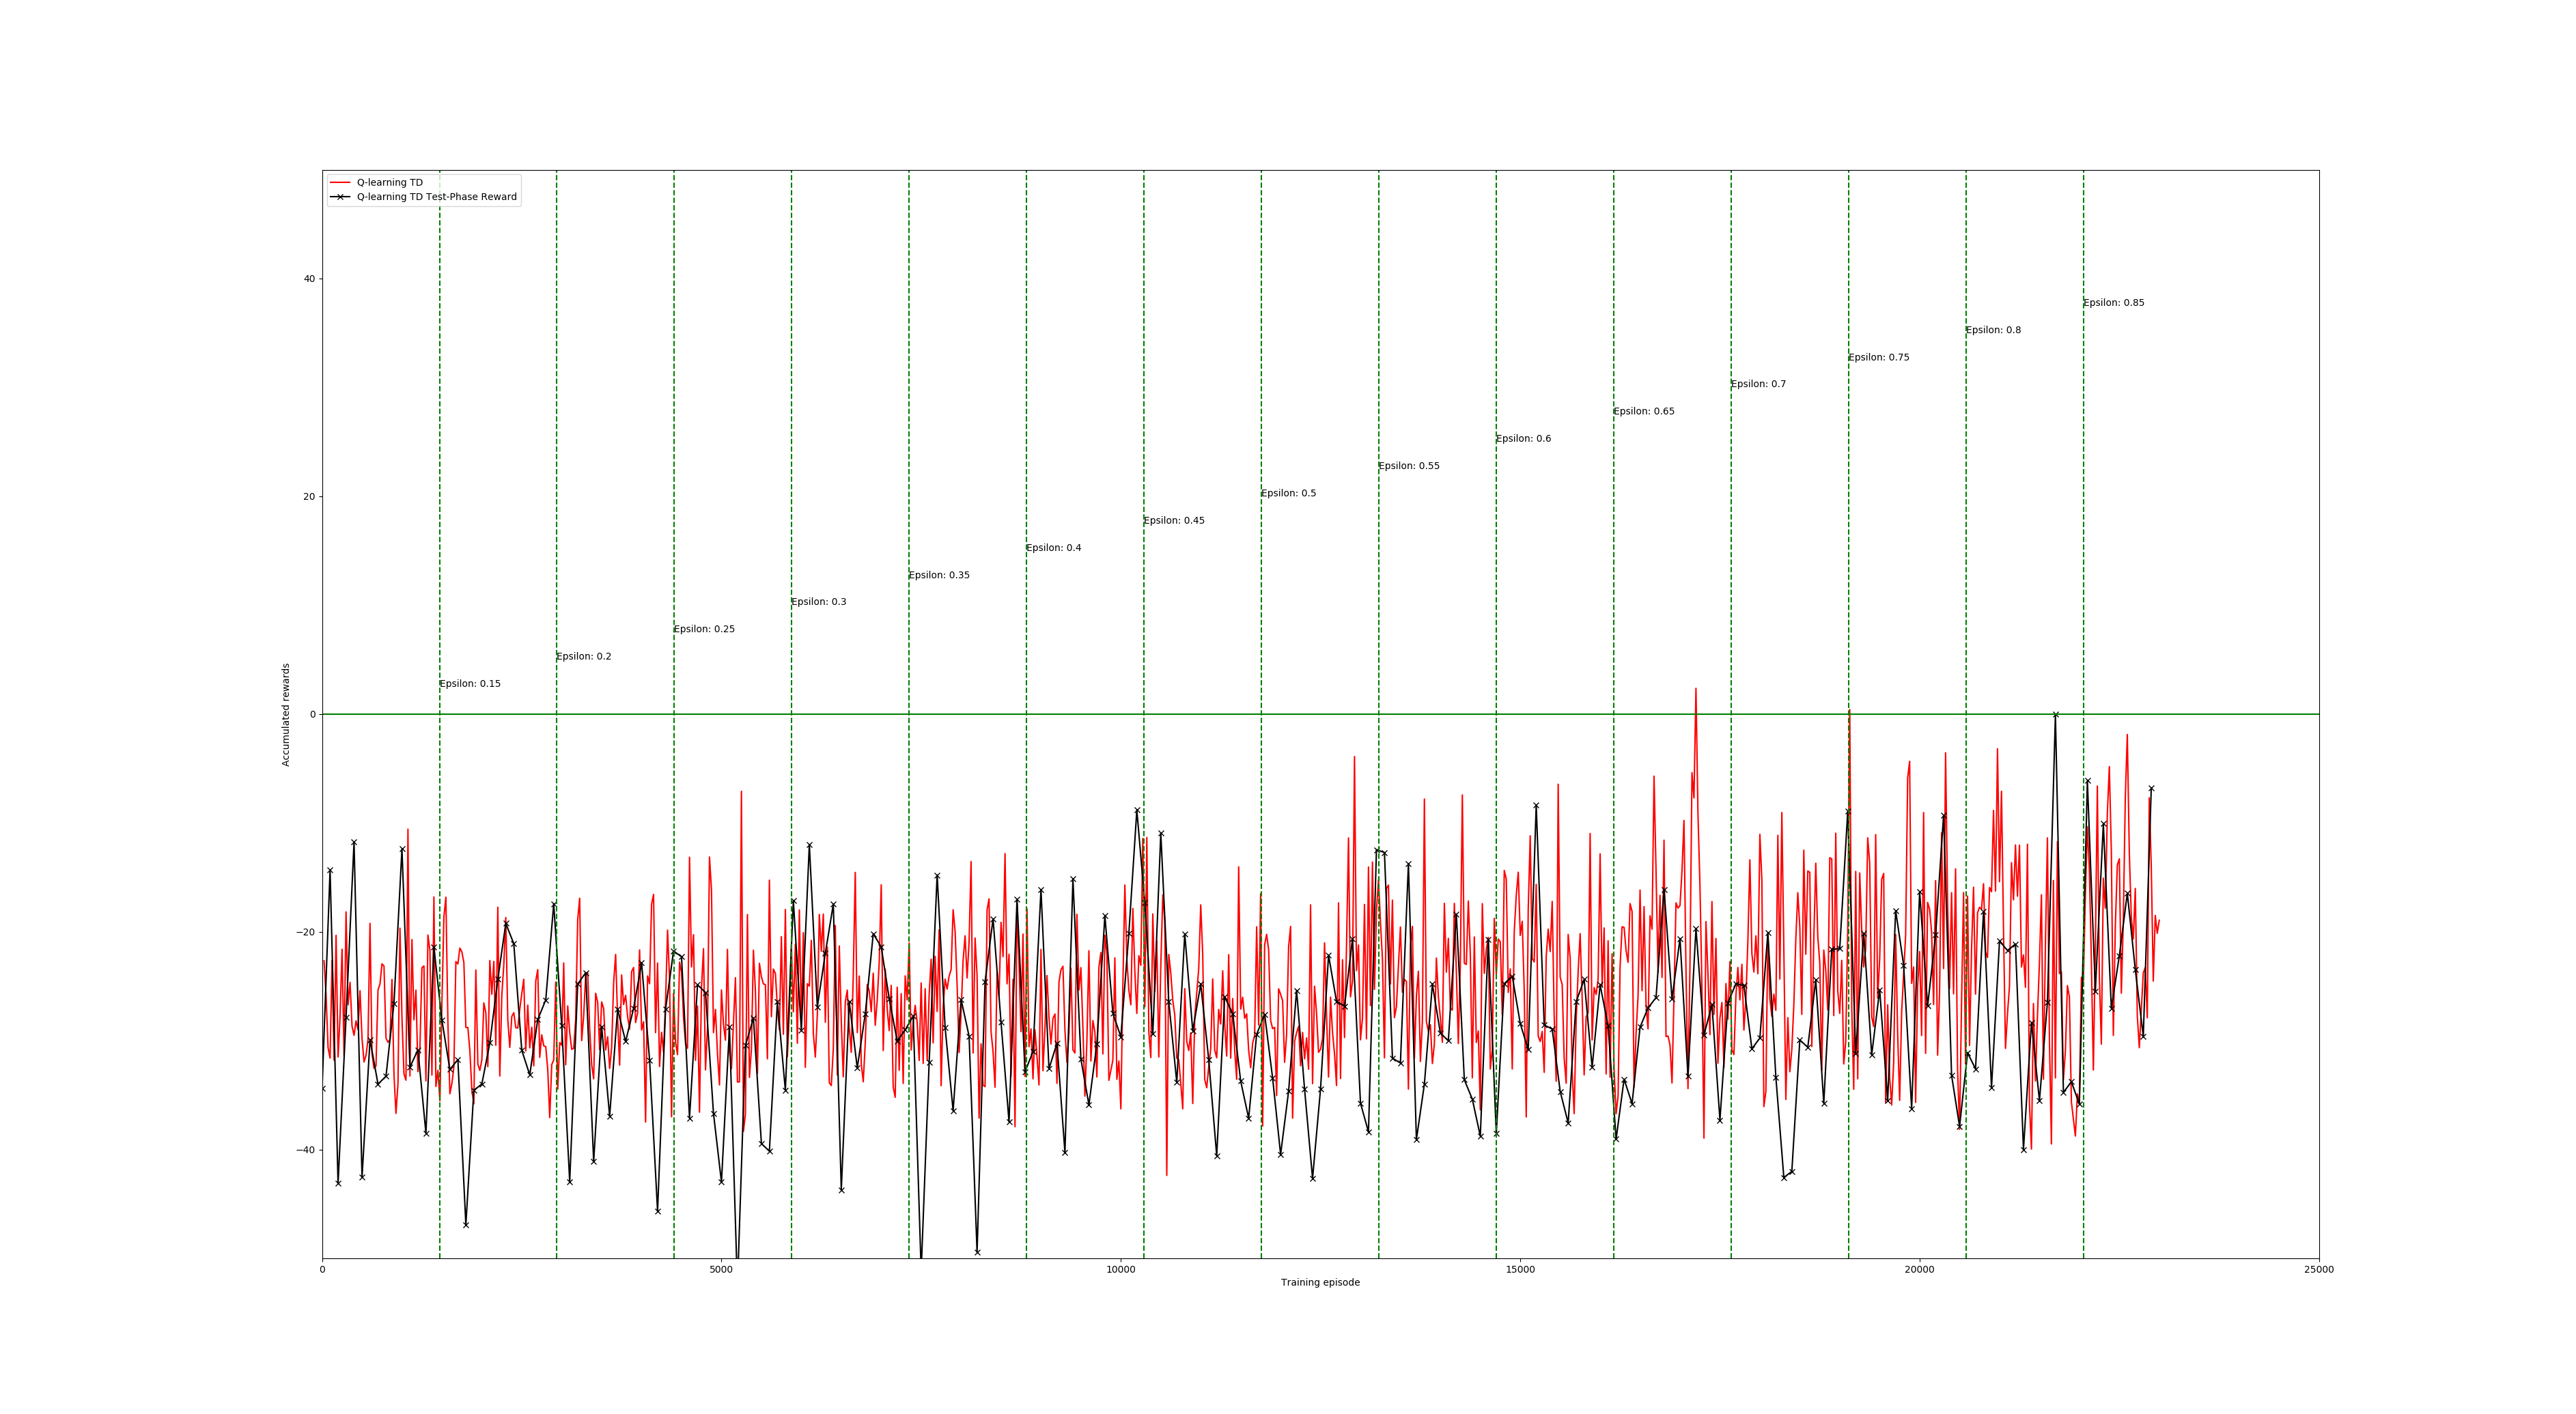 Q-learning TD
Q-learning TD Test-Phase Reward
40
20
0
−20
−40
Accumulated rewards
Epsilon: 0.15
Epsilon: 0.2
Epsilon: 0.25
Epsilon: 0.3
Epsilon: 0.35
Epsilon: 0.4
Epsilon: 0.45
Epsilon: 0.5
Epsilon: 0.55
Epsilon: 0.6
Epsilon: 0.65
Epsilon: 0.7
Epsilon: 0.75
Epsilon: 0.8
Epsilon: 0.85
0 5000 10000 15000 20000 25000
Training episode